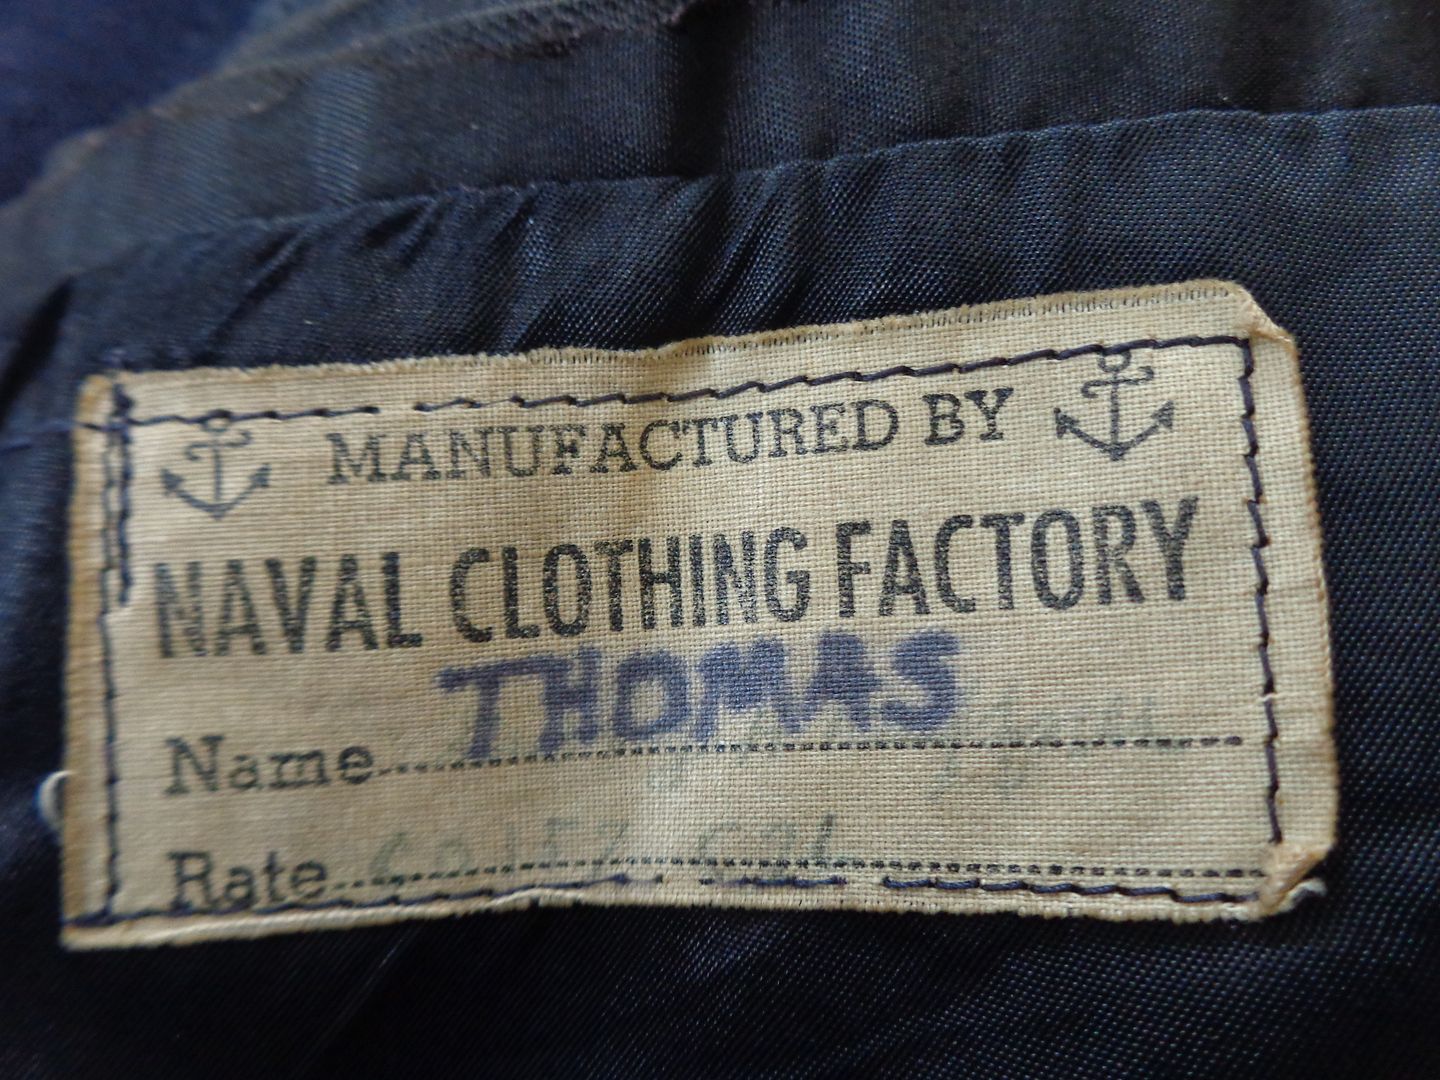 MANUFACTURED BY
NAVAL CLOTHING FACTORY
THOMAS
Name
Rate